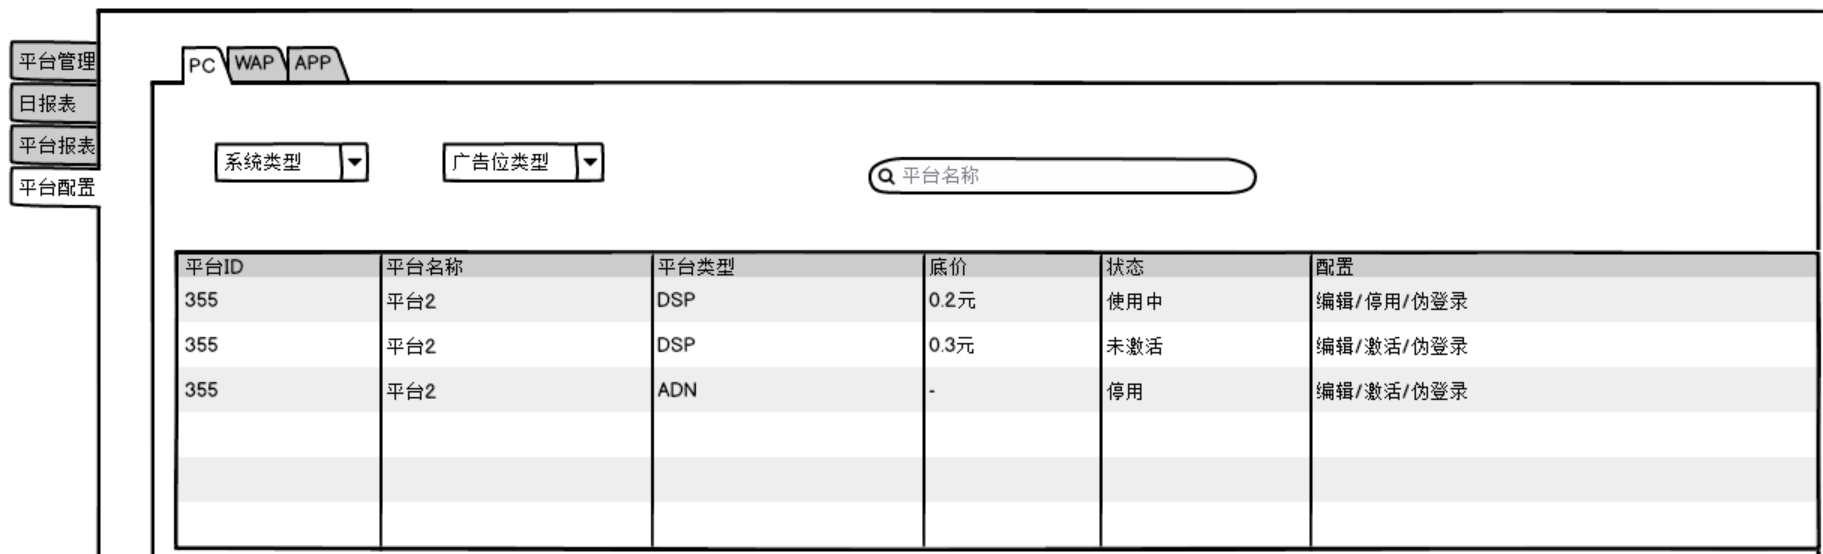 平台管理
日报表
平台报表
平台配置
PC WAP APP
系统类型 广告位类型 平台名称
平台ID 平台名称 平台类型 底价 状态 配置
355 平台2 DSP 0.2元 使用中 编辑/停用/伪登录
355 平台2 DSP 0.3元 未激活 编辑/激活/伪登录
355 平台2 ADN - 停用 编辑/激活/伪登录